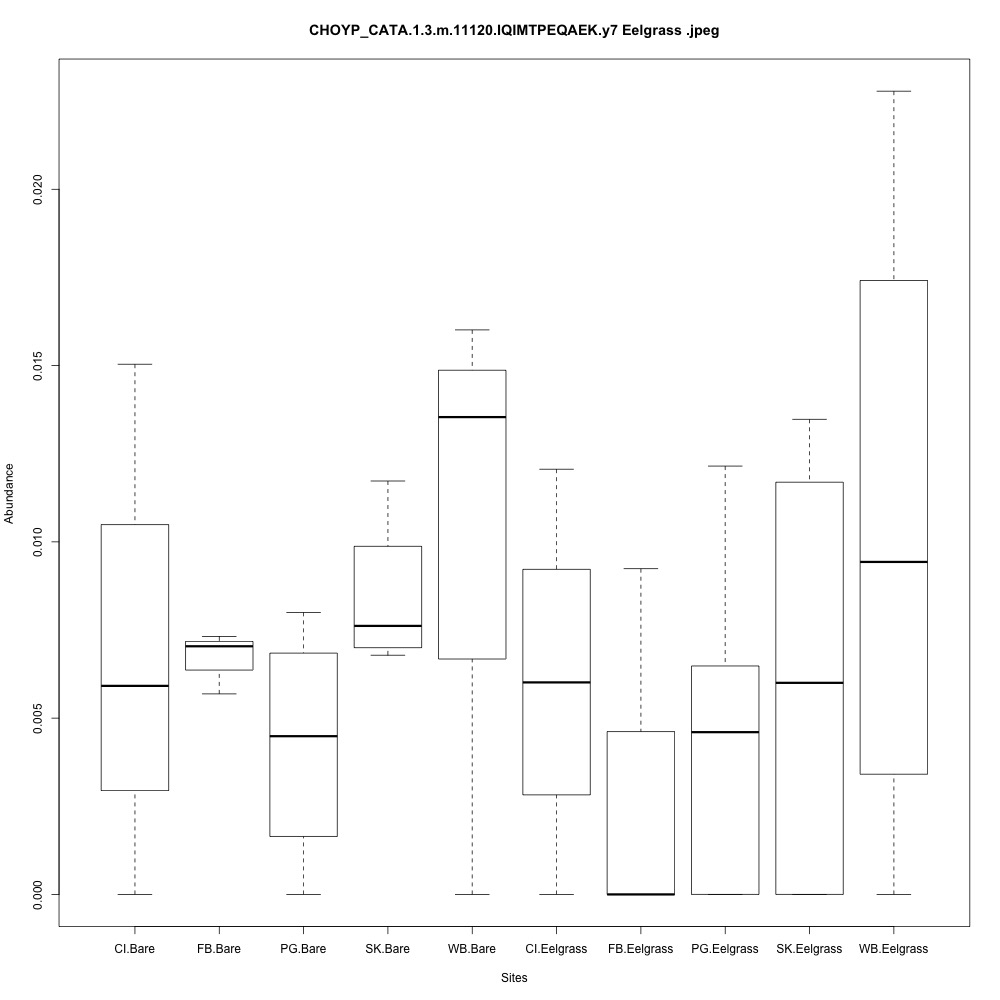 CHOYP_CATA.1.3.m.11120.IQIMTPEQAEK.y7 Eelgrass .jpeg
Abundance
0.020
0.015
0.010
0.005
0.000
CI.Bare FB.Bare PG.Bare SK.Bare WB.Bare CI.Eelgrass FB.Eelgrass PG.Eelgrass SK.Eelgrass WB.Eelgrass
Sites